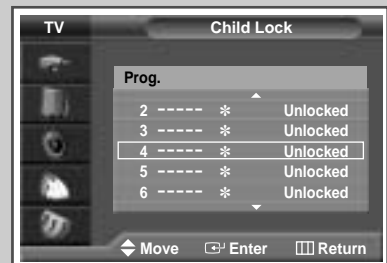 TV Child Lock
Prog.
2 ----- ✼ Unlocked
3 ----- ✼ Unlocked
4 ----- ✼ Unlocked
5 ----- ✼ Unlocked
6 ----- ✼ Unlocked
Move Enter Return